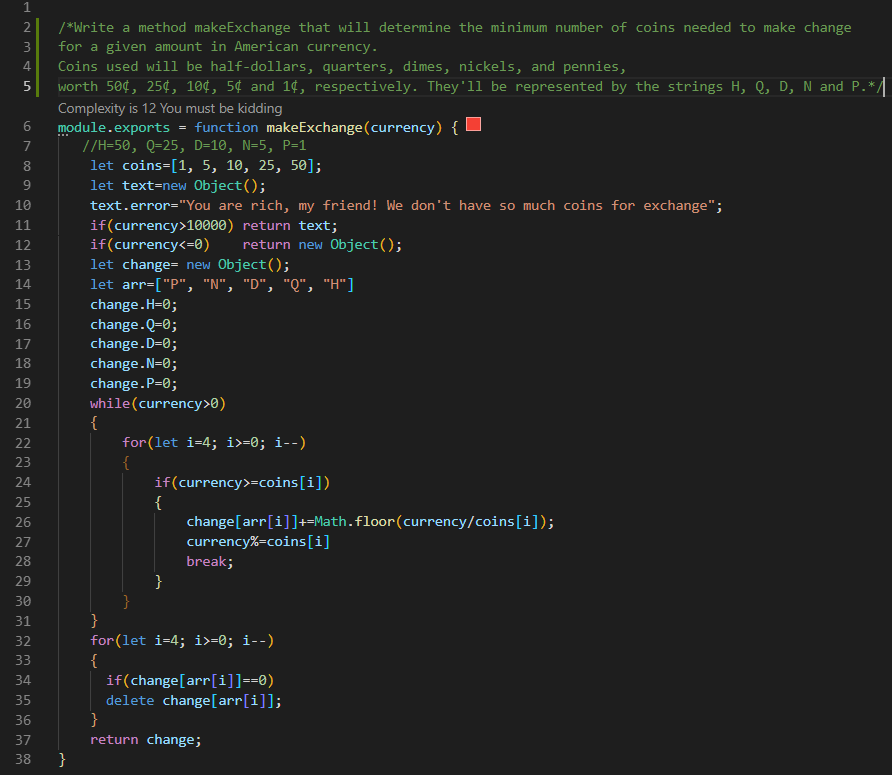 1
2 /*Write a method makeExchange that will determine the minimum number of coins needed to make change
3 for a given amount in American currency.
4 Coins used will be half-dollars, quarters, dimes, nickels, and pennies,
5 worth 50¢, 25¢, 10¢, 5¢ and 1¢, respectively. They'll be represented by the strings H, Q, D, N and P.*/
Complexity is 12 You must be kidding
6 module.exports = function makeExchange(currency) {
7 //H=50, Q=25, D=10, N=5, P=1
8 let coins=[1, 5, 10, 25, 50];
9 let text=new Object();
10 text.error="You are rich, my friend! We don't have so much coins for exchange";
11 if(currency>10000) return text;
12 if(currency<=0)    return new Object();
13 let change= new Object();
14 let arr=["P", "N", "D", "Q", "H"]
15 change.H=0;
16 change.Q=0;
17 change.D=0;
18 change.N=0;
19 change.P=0;
20 while(currency>0)
21 {
22 for(let i=4; i>=0; i--)
23 {
24 if(currency>=coins[i])
25 {
26 change[arr[i]]+=Math.floor(currency/coins[i]);
27 currency%=coins[i]
28 break;
29 }
30 }
31 }
32 for(let i=4; i>=0; i--)
33 {
34 if(change[arr[i]]==0)
35 delete change[arr[i]];
36 }
37 return change;
38 }